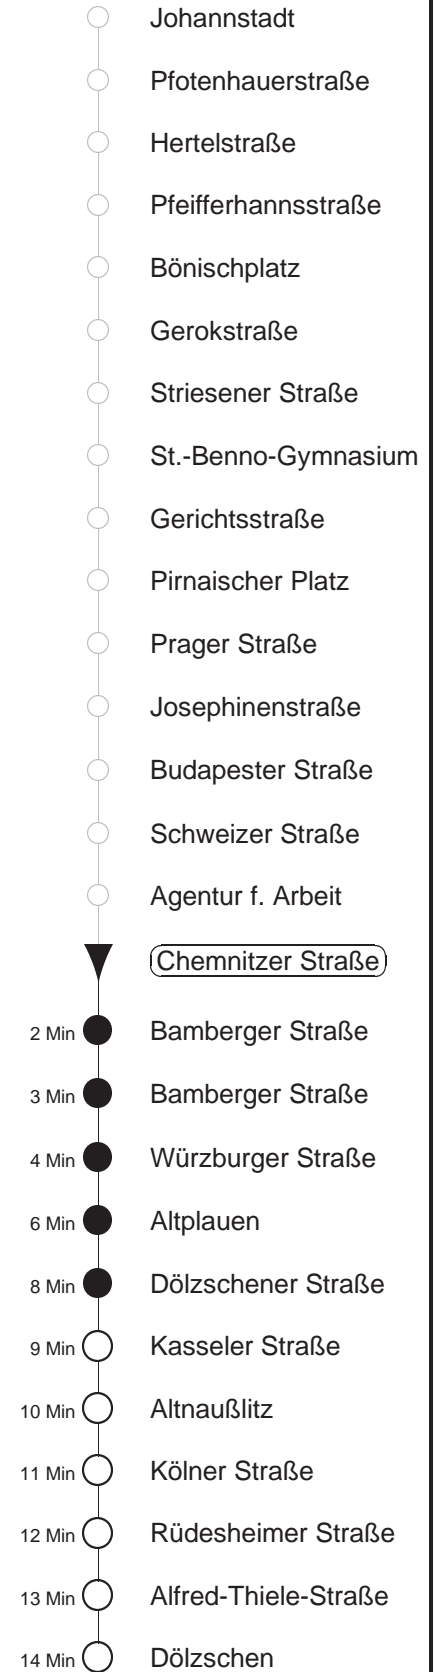 Johannstadt
Pfotenhauerstraße
Hertelstraße
Pfeifferhannsstraße
Bönischplatz
Gerokstraße
Striesener Straße
St.-Benno-Gymnasium
Gerichtsstraße
Pirnaischer Platz
Prager Straße
Josephinenstraße
Budapester Straße
Schweizer Straße
Agentur f. Arbeit
Chemnitzer Straße
2 Min Bamberger Straße
3 Min Bamberger Straße
4 Min Würzburger Straße
6 Min Altplauen
8 Min Dölzschener Straße
9 Min Kasseler Straße
10 Min Altnaußlitz
11 Min Kölner Straße
12 Min Rüdesheimer Straße
13 Min Alfred-Thiele-Straße
14 Min Dölzschen